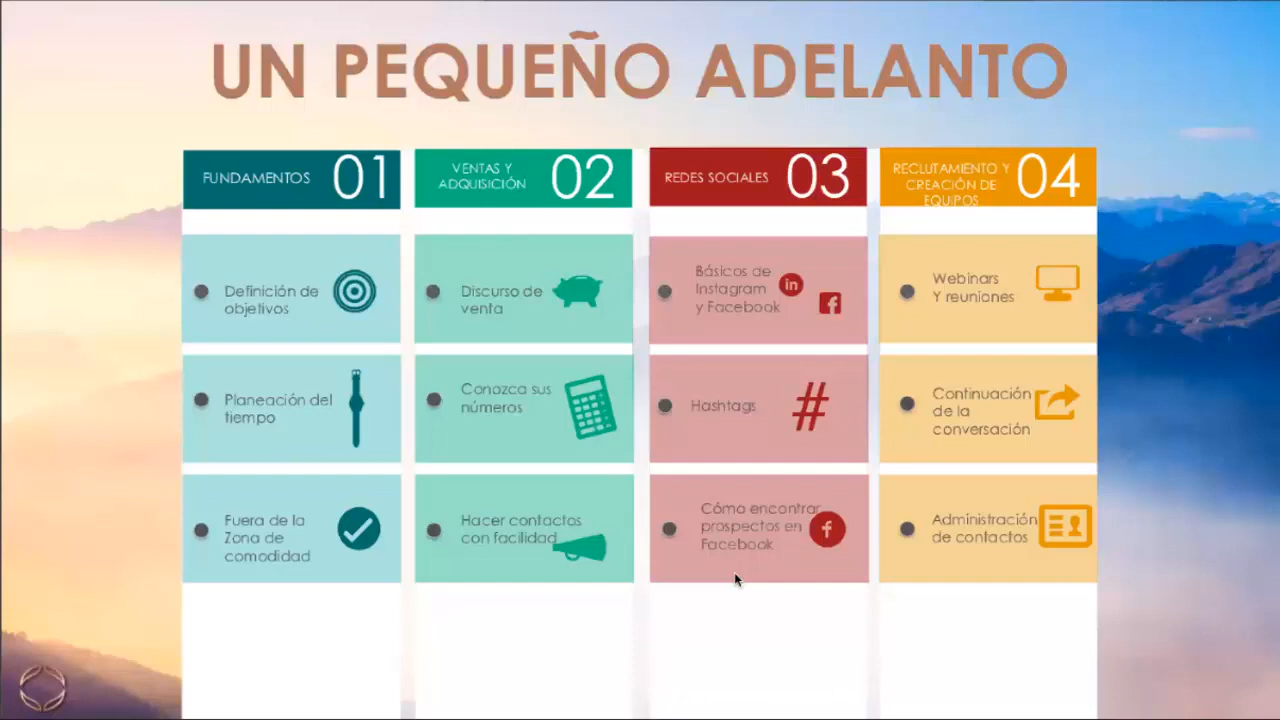 UN PEQUEÑO ADELANTO
FUNDAMENTOS 01
Definición de
objetivos
Planeación del
tiempo
Fuera de la
Zona de
comodidad
VENTAS Y
ADQUISICIÓN 02
Discurso de
venta
Conozca sus
números
Hacer contactos
con facilidad
REDES SOCIALES 03
Básicos de
Instagram
y Facebook
in
f
Hashtags
#
Cómo encontrar
prospectos en
Facebook
f
RECLUTAMIENTO Y
CREACIÓN DE
EQUIPOS
04
Webinars
Y reuniones
Continuación
de la
conversación
Administración
de contactos